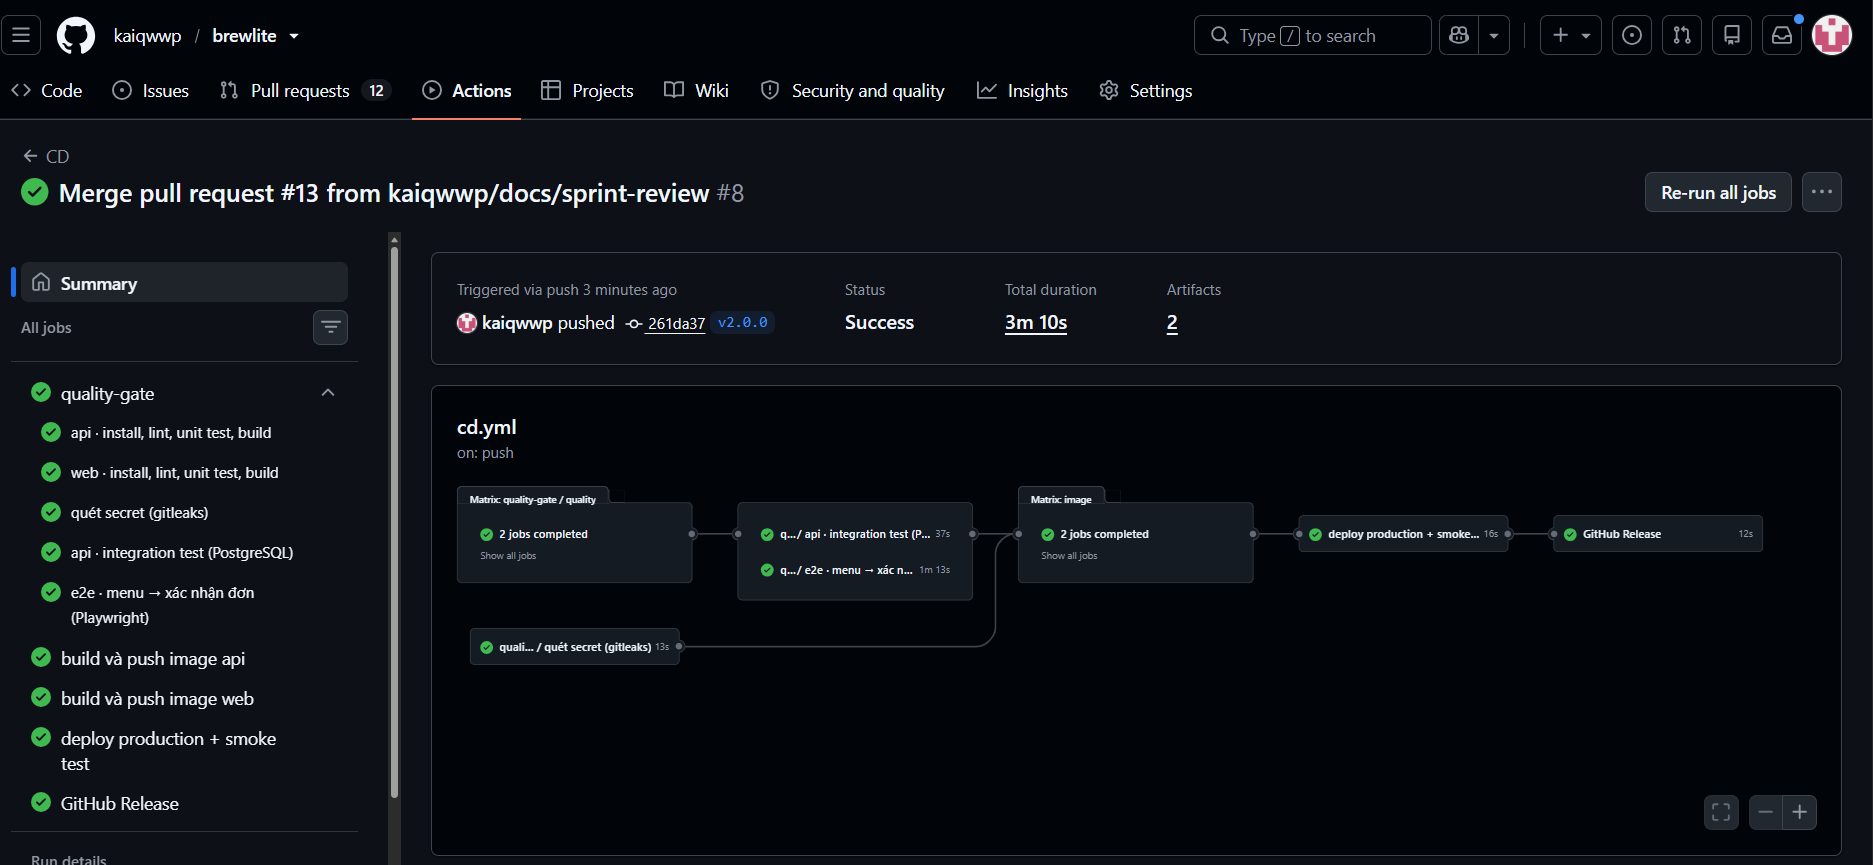 kaiqwwp / brewlite
Type / to search
Code
Issues
Pull requests 12
Actions
Projects
Wiki
Security and quality
Insights
Settings
CD
Merge pull request #13 from kaiqwwp/docs/sprint-review #8
Re-run all jobs
Summary
All jobs
quality-gate
api · install, lint, unit test, build
web · install, lint, unit test, build
quét secret (gitleaks)
api · integration test (PostgreSQL)
e2e · menu → xác nhận đơn
(Playwright)
build và push image api
build và push image web
deploy production + smoke
test
GitHub Release
Run details
Triggered via push 3 minutes ago
kaiqwwp pushed 261da37 v2.0.0
Status
Success
Total duration
3m 10s
Artifacts
2
cd.yml
on: push
Matrix: quality-gate / quality
2 jobs completed
Show all jobs
q.../ api · integration test (P... 37s
q.../ e2e · menu → xác n... 1m 13s
Matrix: image
2 jobs completed
Show all jobs
deploy production + smoke... 16s
GitHub Release 12s
quali... / quét secret (gitleaks) 13s